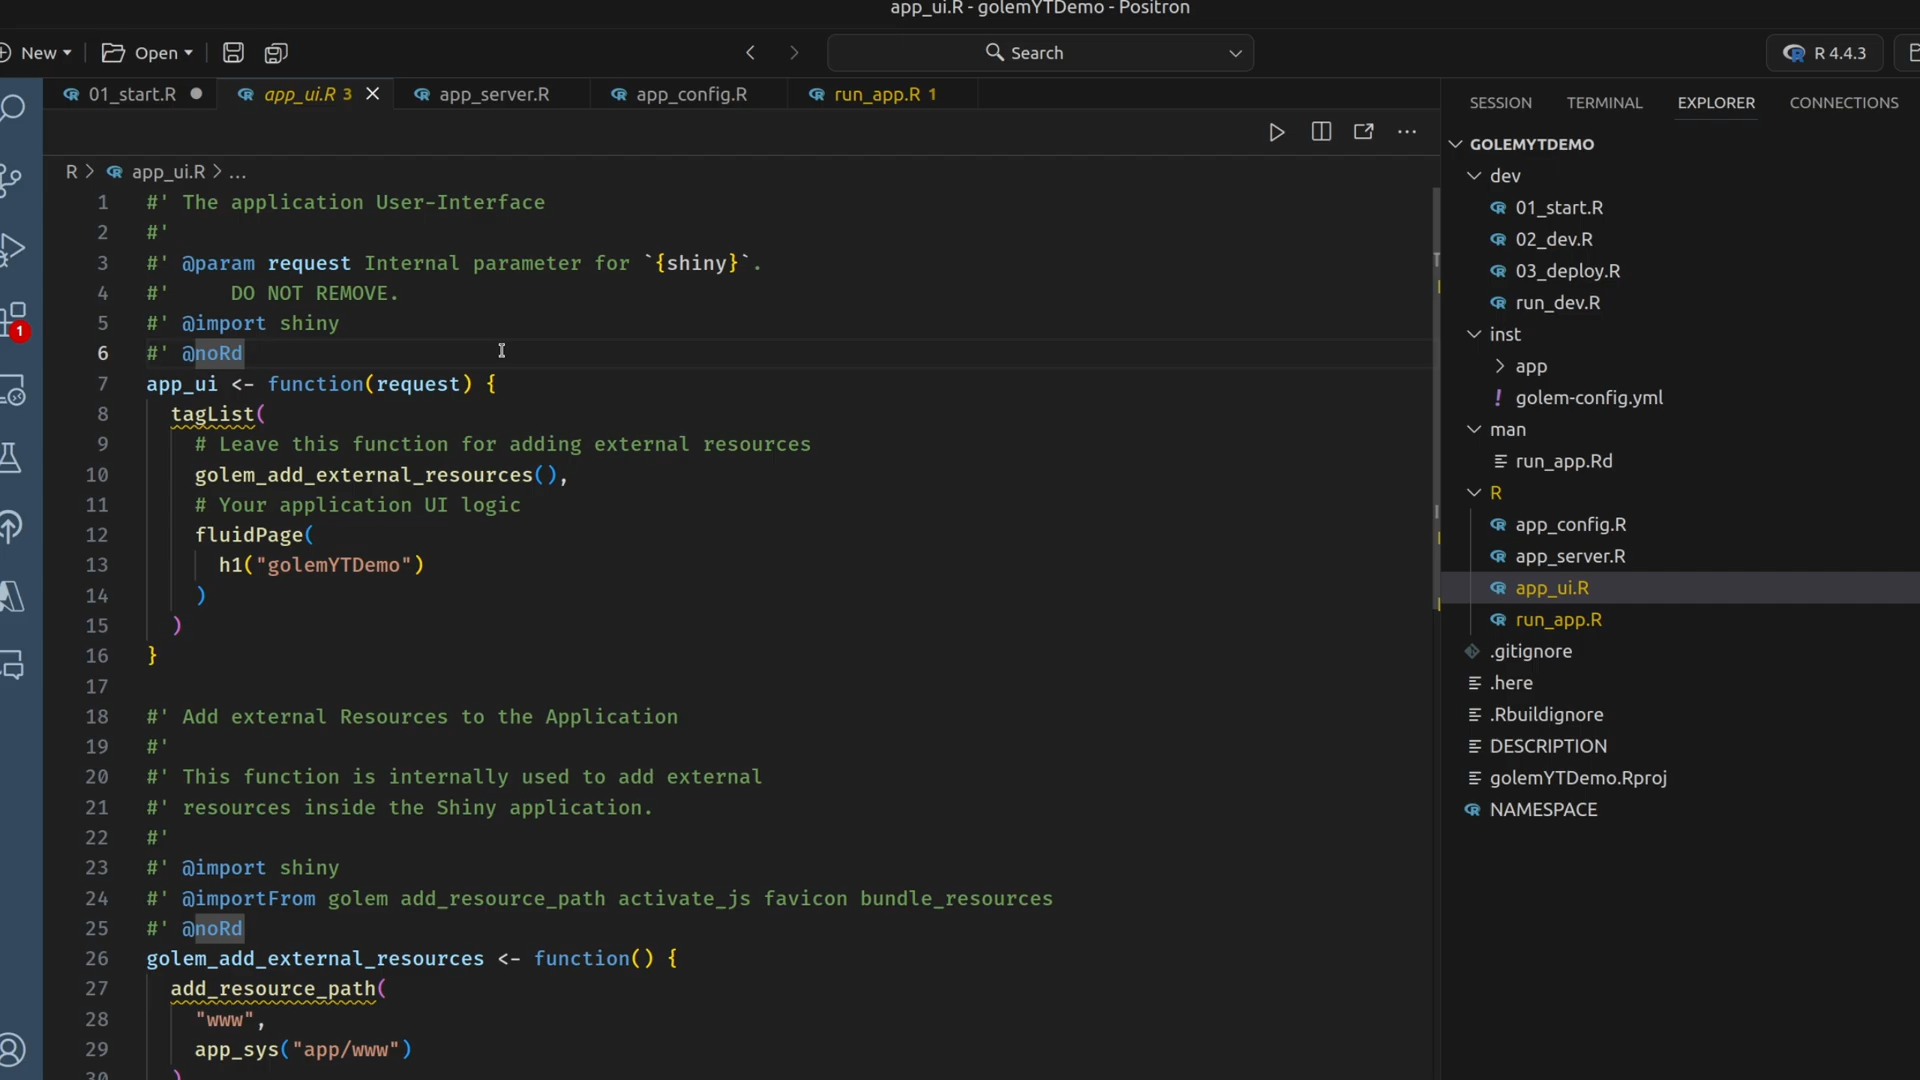 app_ui.R - golemYTDemo - Positron
New
Open
Search
R 4.4.3
01_start.R
app_ui.R 3
app_server.R
app_config.R
run_app.R 1
R > app_ui.R > ...
1 #' The application User-Interface
2 #'
3 #' @param request Internal parameter for `{shiny}`.
4 #'     DO NOT REMOVE.
5 #' @import shiny
6 #' @noRd
7 app_ui <- function(request) {
8   tagList(
9     # Leave this function for adding external resources
10     golem_add_external_resources(),
11     # Your application UI logic
12     fluidPage(
13       h1("golemYTDemo")
14     )
15   )
16 }
17
18 #' Add external Resources to the Application
19 #'
20 #' This function is internally used to add external
21 #' resources inside the Shiny application.
22 #'
23 #' @import shiny
24 #' @importFrom golem add_resource_path activate_js favicon bundle_resources
25 #' @noRd
26 golem_add_external_resources <- function() {
27   add_resource_path(
28     "www",
29     app_sys("app/www")
30   )
1
SESSION
TERMINAL
EXPLORER
CONNECTIONS
GOLEMYTDEMO
dev
01_start.R
02_dev.R
03_deploy.R
run_dev.R
inst
app
! golem-config.yml
man
run_app.Rd
R
app_config.R
app_server.R
app_ui.R
run_app.R
.gitignore
.here
.Rbuildignore
DESCRIPTION
golemYTDemo.Rproj
NAMESPACE